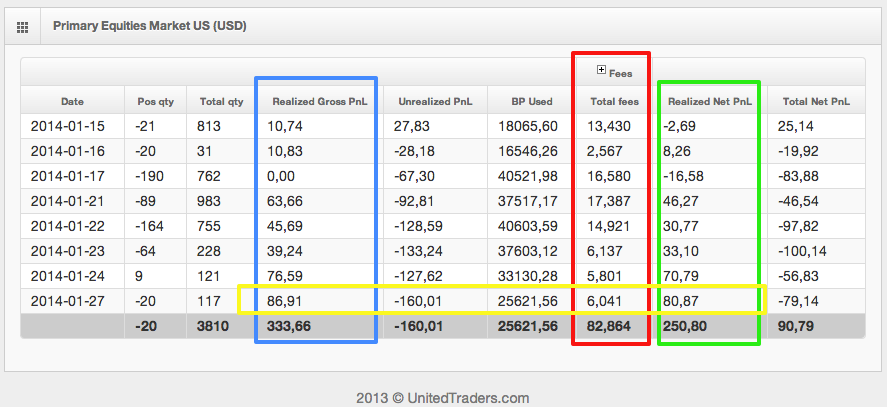 Primary Equities Market US (USD)
Fees
Date Pos qty Total qty Realized Gross PnL Unrealized PnL BP Used Total fees Realized Net PnL Total Net PnL
2014-01-15 -21 813 10,74 27,83 18065,60 13,430 -2,69 25,14
2014-01-16 -20 31 10,83 -28,18 16546,26 2,567 8,26 -19,92
2014-01-17 -190 762 0,00 -67,30 40521,98 16,580 -16,58 -83,88
2014-01-21 -89 983 63,66 -92,81 37517,17 17,387 46,27 -46,54
2014-01-22 -164 755 45,69 -128,59 40603,59 14,921 30,77 -97,82
2014-01-23 -64 228 39,24 -133,24 37603,12 6,137 33,10 -100,14
2014-01-24 9 121 76,59 -127,62 33130,28 5,801 70,79 -56,83
2014-01-27 -20 117 86,91 -160,01 25621,56 6,041 80,87 -79,14
-20 3810 333,66 -160,01 25621,56 82,864 250,80 90,79
2013 © UnitedTraders.com